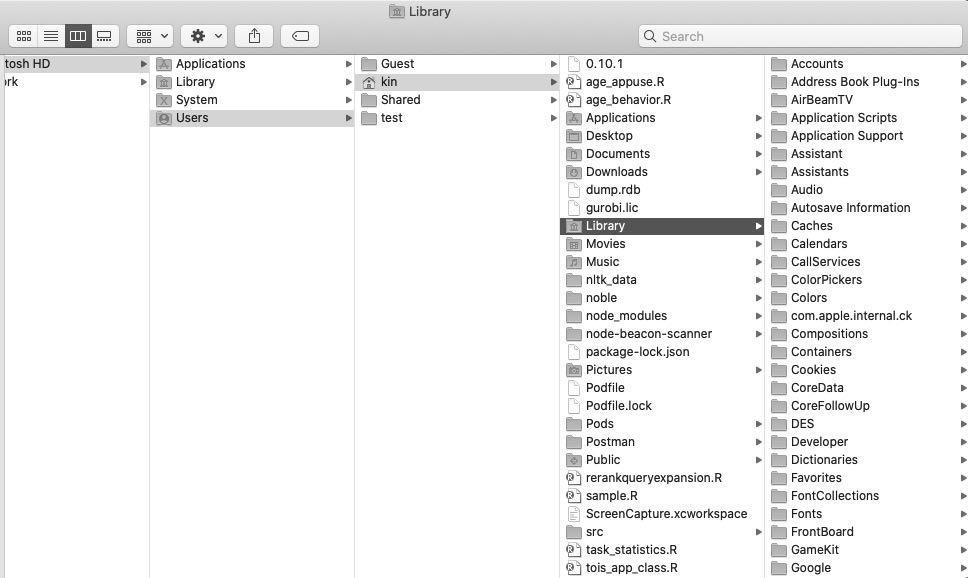 Library
Search
tosh HD
ork
Applications
Library
System
Users
Guest
kin
Shared
test
0.10.1
age_appuse.R
age_behavior.R
Applications
Desktop
Documents
Downloads
dump.rdb
gurobi.lic
Library
Movies
Music
nltk_data
noble
node_modules
node-beacon-scanner
package-lock.json
Pictures
Podfile
Podfile.lock
Pods
Postman
Public
rerankqueryexpansion.R
sample.R
ScreenCapture.xcworkspace
src
task_statistics.R
tois_app_class.R
Accounts
Address Book Plug-Ins
AirBeamTV
Application Scripts
Application Support
Assistant
Assistants
Audio
Autosave Information
Caches
Calendars
CallServices
ColorPickers
Colors
com.apple.internal.ck
Compositions
Containers
Cookies
CoreData
CoreFollowUp
DES
Developer
Dictionaries
Favorites
FontCollections
Fonts
FrontBoard
GameKit
Google